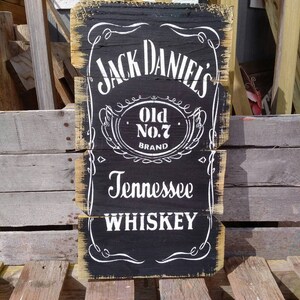 JACK DANIEL'S
Old
No.7
BRAND
Tennessee
WHISKEY